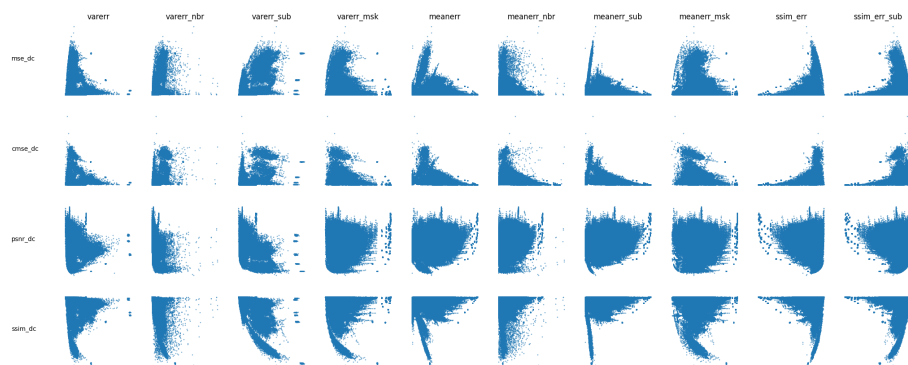 varerr varerr_nbr varerr_sub varerr_msk meanerr meanerr_nbr meanerr_sub meanerr_msk ssim_err ssim_err_sub
mse_dc
cmse_dc
psnr_dc
ssim_dc